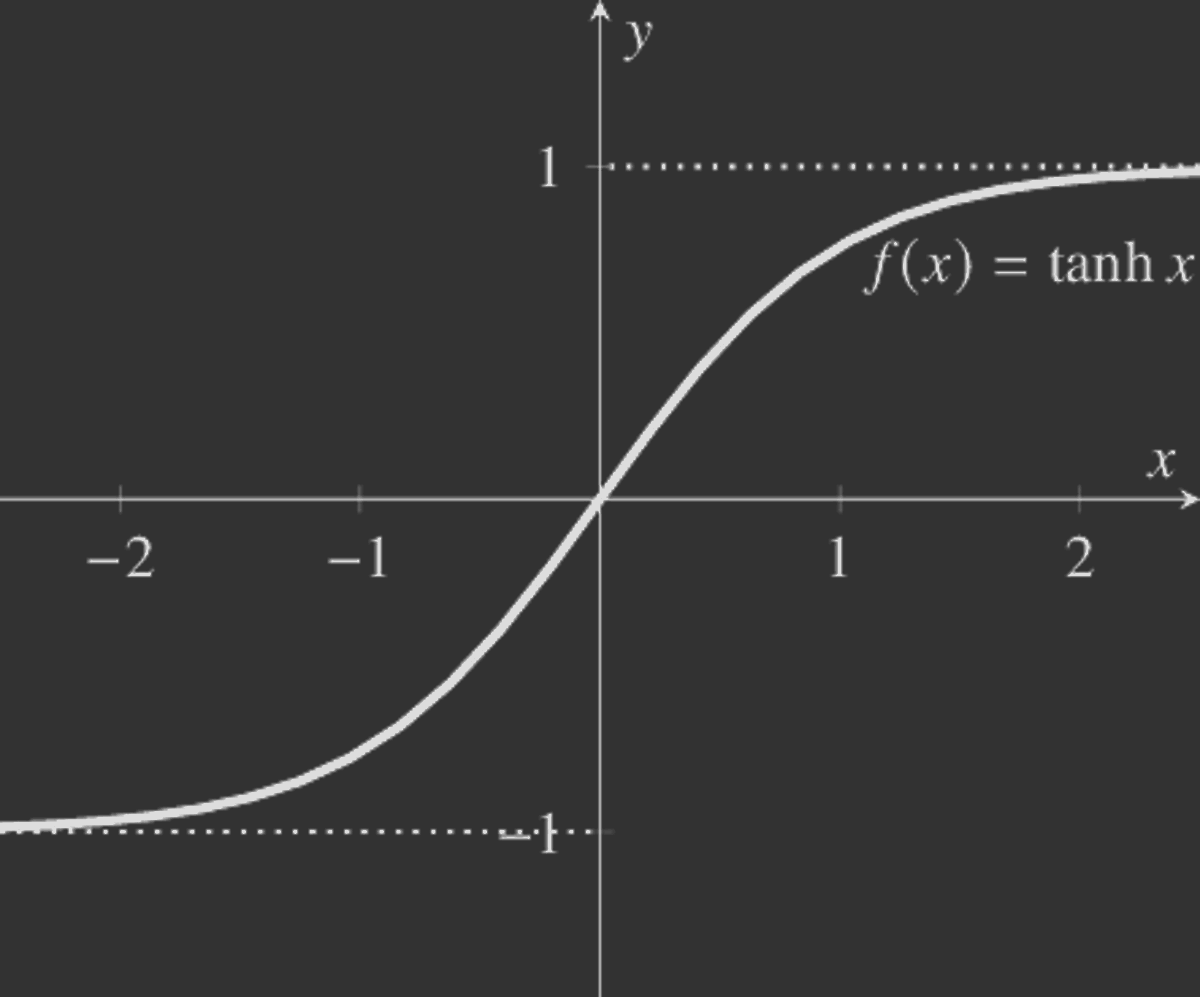 y
1
f(x) = tanh x
x
−2 −1 1 2
−1